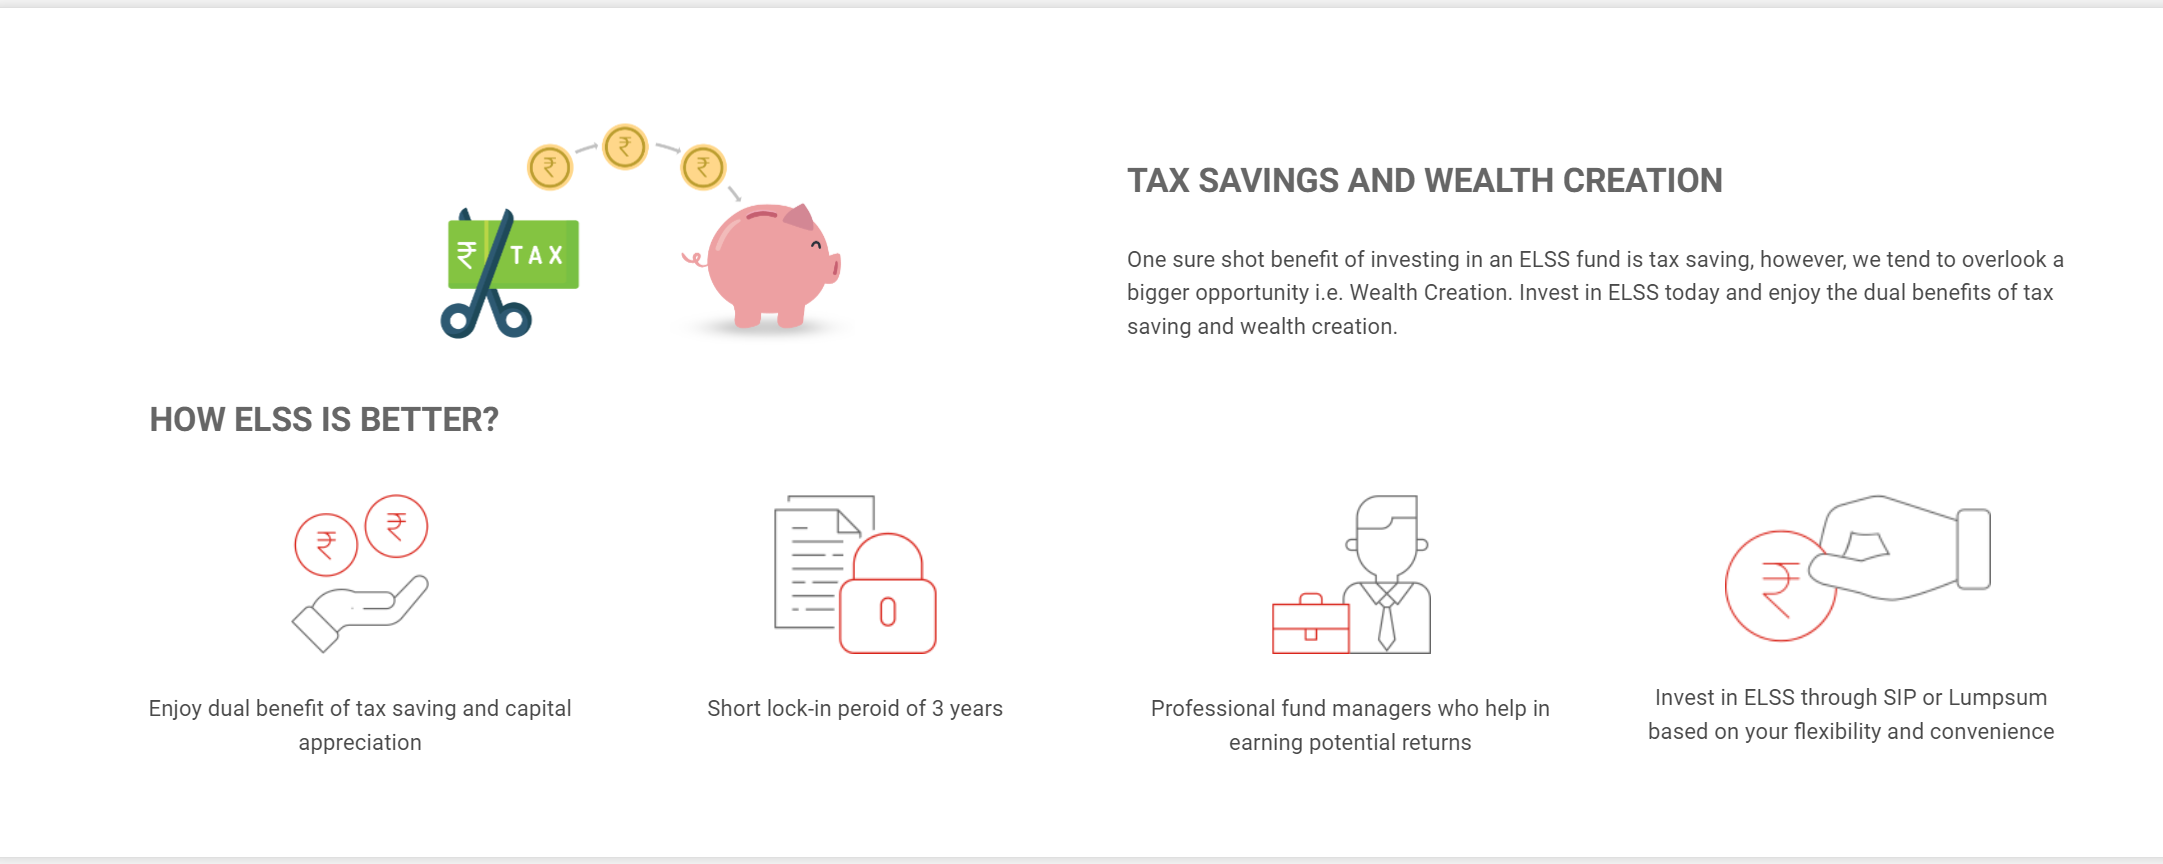 ₹ ₹ ₹
₹ TAX
TAX SAVINGS AND WEALTH CREATION
One sure shot benefit of investing in an ELSS fund is tax saving, however, we tend to overlook a
bigger opportunity i.e. Wealth Creation. Invest in ELSS today and enjoy the dual benefits of tax
saving and wealth creation.
HOW ELSS IS BETTER?
₹ ₹
₹
Enjoy dual benefit of tax saving and capital
appreciation
Short lock-in peroid of 3 years
Professional fund managers who help in
earning potential returns
Invest in ELSS through SIP or Lumpsum
based on your flexibility and convenience